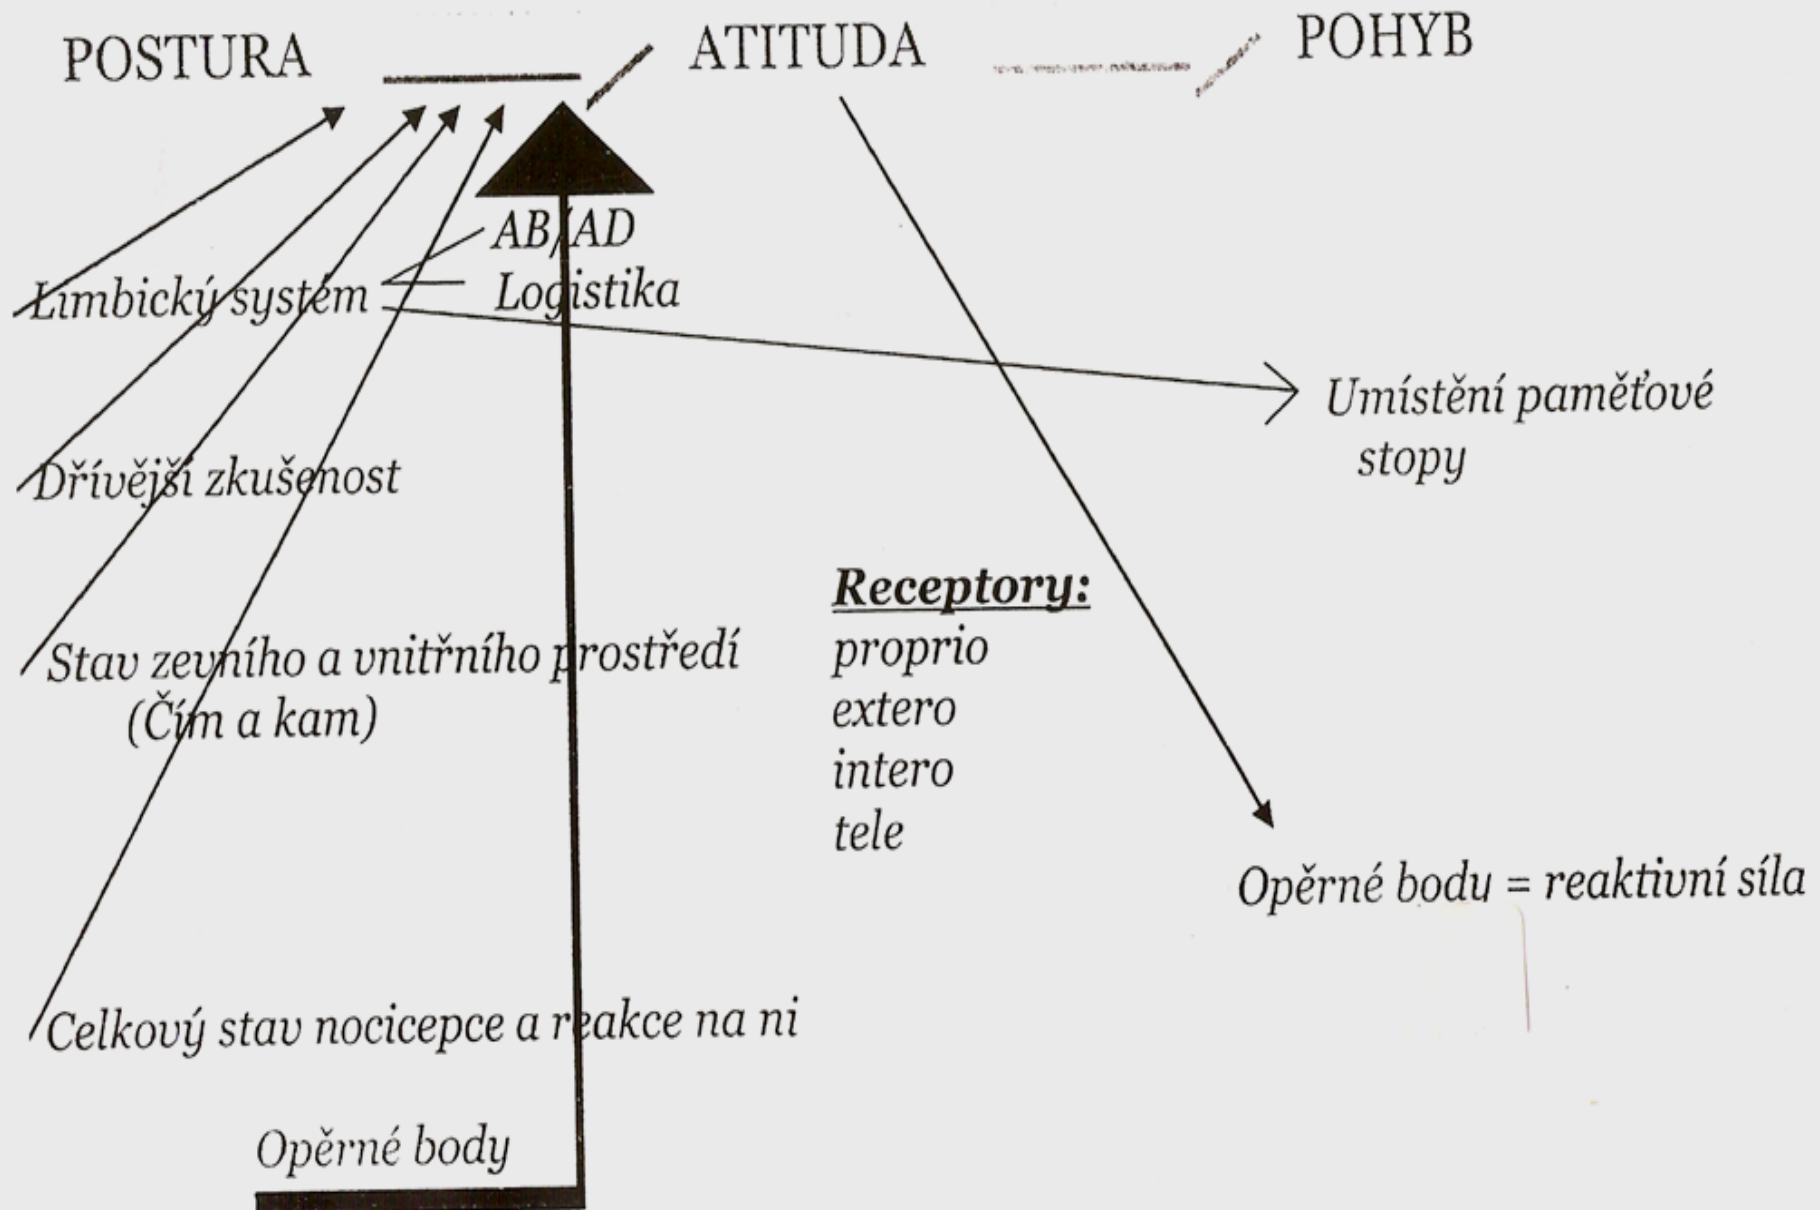 POSTURA ATITUDA POHYB
AB/AD
Limbický systém Logistika
Umístění paměťové
stopy
Dřívější zkušenost
Receptory:
proprio
extero
intero
tele
Stav zevního a vnitřního prostředí
(Čím a kam)
Opěrné body = reaktivní síla
Celkový stav nocicepce a reakce na ni
Opěrné body